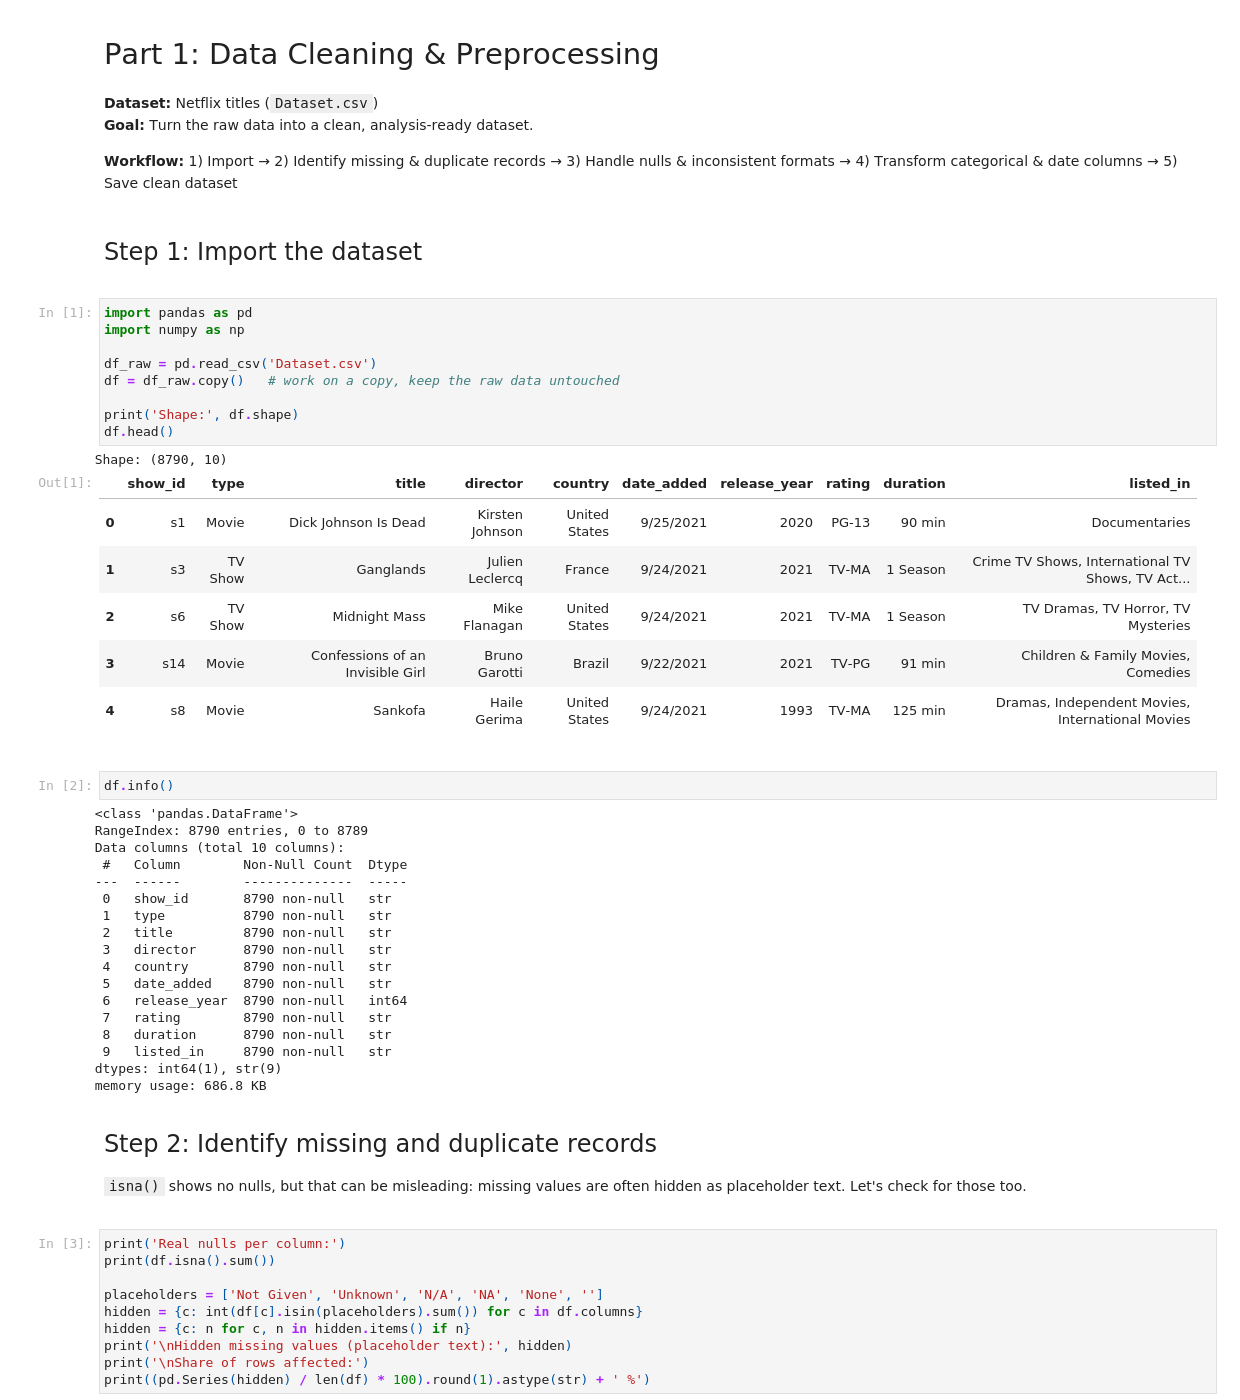 Part 1: Data Cleaning & Preprocessing
Dataset: Netflix titles ( Dataset.csv )
Goal: Turn the raw data into a clean, analysis-ready dataset.
Workflow: 1) Import → 2) Identify missing & duplicate records → 3) Handle nulls & inconsistent formats → 4) Transform categorical & date columns → 5)
Save clean dataset
Step 1: Import the dataset
In [1]:
import pandas as pd
import numpy as np
df_raw = pd.read_csv('Dataset.csv')
df = df_raw.copy()   # work on a copy, keep the raw data untouched
print('Shape:', df.shape)
df.head()
Shape: (8790, 10)
Out[1]:
show_id type title director country date_added release_year rating duration listed_in
0 s1 Movie Dick Johnson Is Dead Kirsten Johnson United States 9/25/2021 2020 PG-13 90 min Documentaries
1 s3 TV Show Ganglands Julien Leclercq France 9/24/2021 2021 TV-MA 1 Season Crime TV Shows, International TV Shows, TV Act...
2 s6 TV Show Midnight Mass Mike Flanagan United States 9/24/2021 2021 TV-MA 1 Season TV Dramas, TV Horror, TV Mysteries
3 s14 Movie Confessions of an Invisible Girl Bruno Garotti Brazil 9/22/2021 2021 TV-PG 91 min Children & Family Movies, Comedies
4 s8 Movie Sankofa Haile Gerima United States 9/24/2021 1993 TV-MA 125 min Dramas, Independent Movies, International Movies
In [2]:
df.info()
<class 'pandas.DataFrame'>
RangeIndex: 8790 entries, 0 to 8789
Data columns (total 10 columns):
 #   Column        Non-Null Count  Dtype
---  ------        --------------  -----
 0   show_id       8790 non-null   str
 1   type          8790 non-null   str
 2   title         8790 non-null   str
 3   director      8790 non-null   str
 4   country       8790 non-null   str
 5   date_added    8790 non-null   str
 6   release_year  8790 non-null   int64
 7   rating        8790 non-null   str
 8   duration      8790 non-null   str
 9   listed_in     8790 non-null   str
dtypes: int64(1), str(9)
memory usage: 686.8 KB
Step 2: Identify missing and duplicate records
isna() shows no nulls, but that can be misleading: missing values are often hidden as placeholder text. Let's check for those too.
In [3]:
print('Real nulls per column:')
print(df.isna().sum())
placeholders = ['Not Given', 'Unknown', 'N/A', 'NA', 'None', '']
hidden = {c: int(df[c].isin(placeholders).sum()) for c in df.columns}
hidden = {c: n for c, n in hidden.items() if n}
print('\nHidden missing values (placeholder text):', hidden)
print('\nShare of rows affected:')
print((pd.Series(hidden) / len(df) * 100).round(1).astype(str) + ' %')